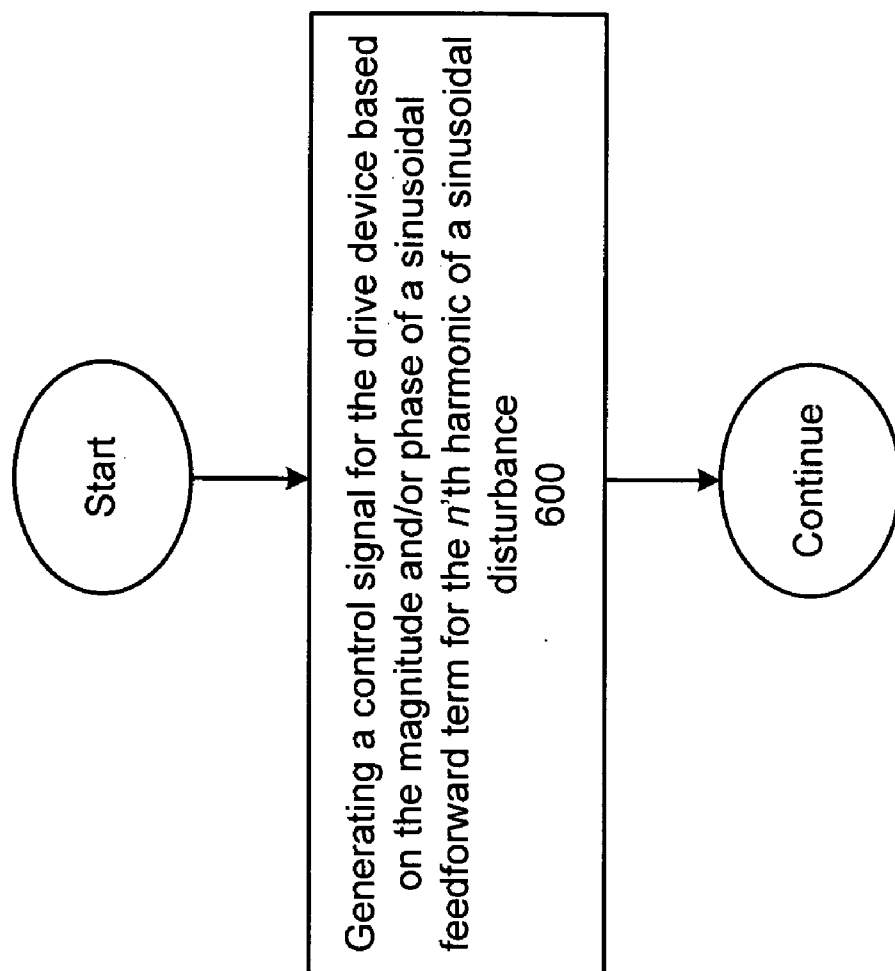 Start
Generating a control signal for the drive device based
on the magnitude and/or phase of a sinusoidal
feedforward term for the n'th harmonic of a sinusoidal
disturbance
600
Continue